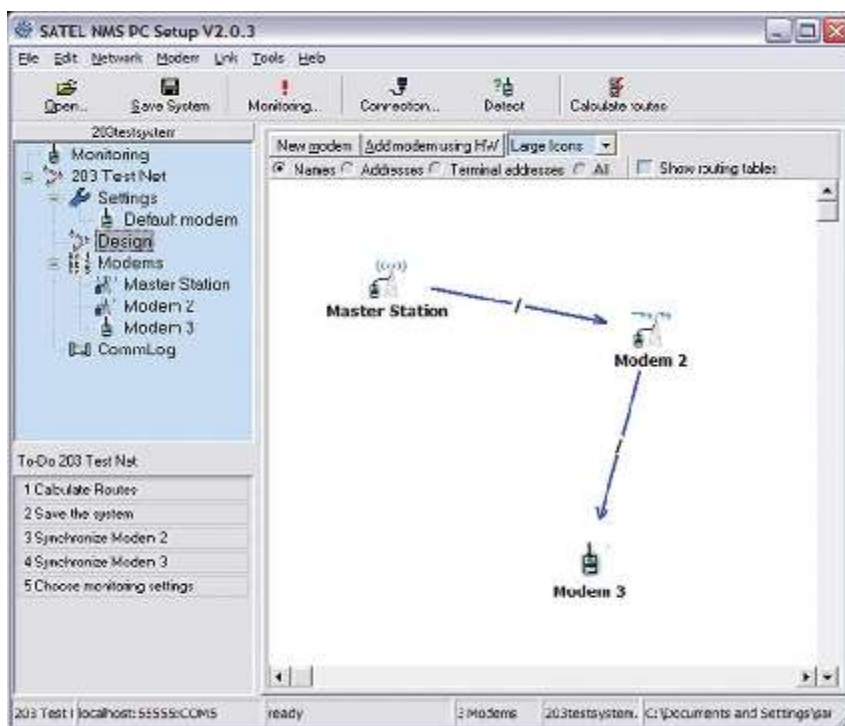 SATEL NMS PC Setup V2.0.3
File Edit Network Modem Link Tools Help
Open... Save System Monitoring... Connection... Detect Calculate routes
203testsystem
Monitoring
203 Test Net
Settings
Default modem
Design
Modems
Master Station
Modem 2
Modem 3
CommLog
New modem Add modem using HW Large Icons
Names Addresses Terminal addresses All Show routing tables
Master Station
Modem 2
Modem 3
To-Do 203 Test Net
1 Calculate Routes
2 Save the system
3 Synchronize Modem 2
4 Synchronize Modem 3
5 Choose monitoring settings
203 Test localhost:55555:COM5 ready 3 Modems 203testsystem. C:\Documents and Settings\sar